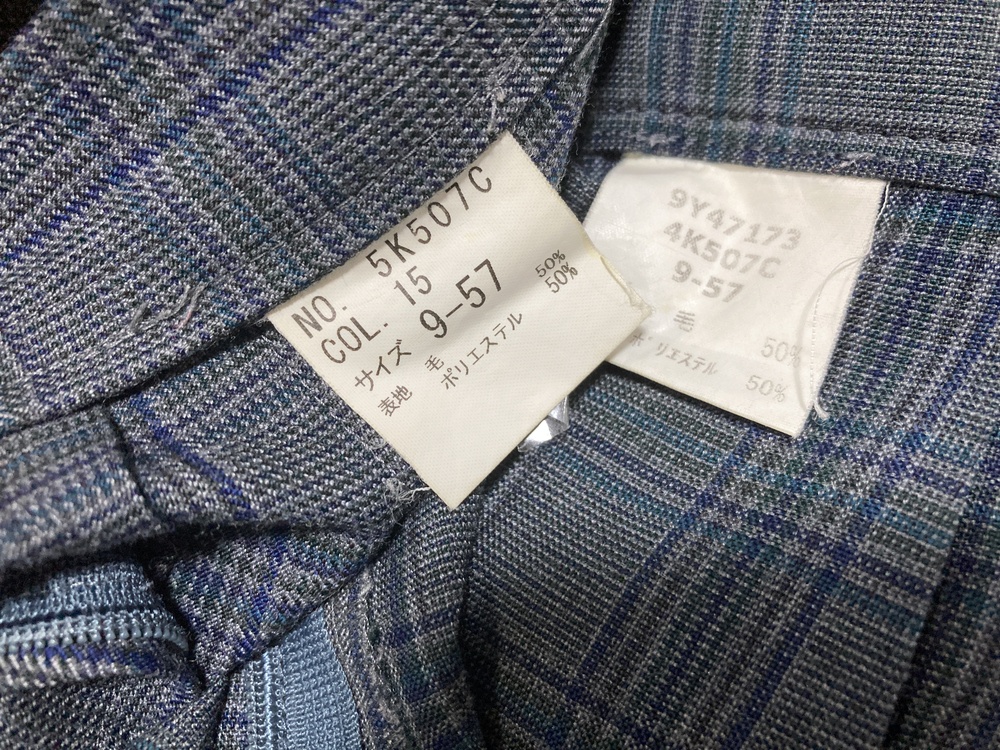 NO. 5K507C
COL. 15
サイズ 9-57
表地 毛 50%
ポリエステル 50%
9Y47173
4K507C
9-57
毛 50%
ポリエステル 50%